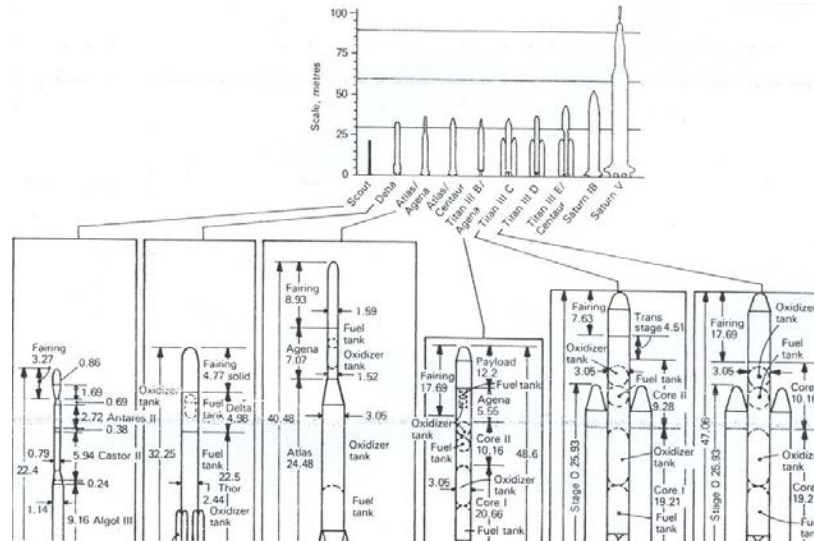 Scale, metres
100
75
50
25
0
Scout
Delta
Atlas/
Agena
Atlas/
Centaur
Titan III B/
Agena
Titan III C
Titan III D
Titan III E/
Centaur
Saturn IB
Saturn V
Fairing
3.27
0.86
1.69
0.69
2.72 Antares II
0.38
0.79
5.94 Castor II
22.4
0.24
1.14
9.16 Algol III
Fairing
4.77 solid
Oxidizer
tank
Fuel
tank
Delta
4.98
32.25
Fuel
tank
22.5
Thor
2.44
Oxidizer
tank
Fairing
8.93
1.59
Fuel
tank
Agena
7.07
Oxidizer
tank
1.52
40.48
3.05
Atlas
24.48
Oxidizer
tank
Fuel
tank
Payload
12.2
Fairing
17.69
Fuel tank
Agena
5.55
Oxidizer
tank
Core II
10.16
Fuel
tank
48.6
Oxidizer
tank
3.05
Core I
20.66
Fuel tank
Fairing
7.63
Trans
stage 4.51
Oxidizer
tank
3.05
Fuel tank
Core II
9.28
Stage O 25.93
Oxidizer
tank
Core I
19.21
Fuel
tank
47.06
Fairing
17.69
Oxidizer
tank
Fuel
tank
3.05
Core
10.16
Stage O 25.93
Oxidizer
tank
Core I
19.2
Fuel
tank